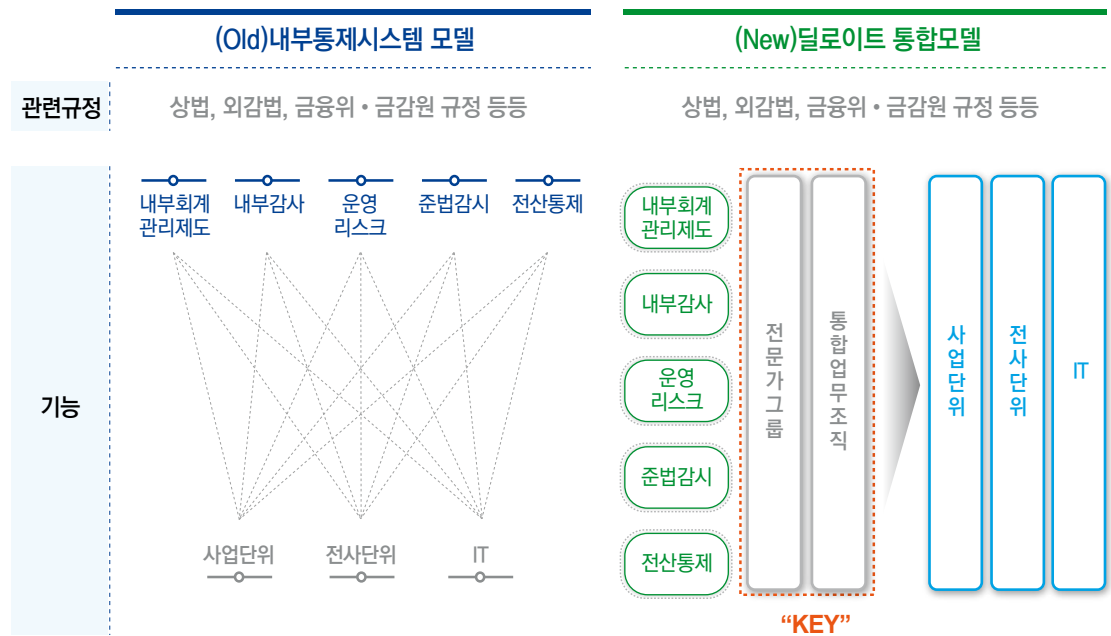 (Old)내부통제시스템 모델
(New)딜로이트 통합모델
관련규정
상법, 외감법, 금융위・금감원 규정 등등
상법, 외감법, 금융위・금감원 규정 등등
기능
내부회계
관리제도
내부감사
운영
리스크
준법감시
전산통제
사업단위
전사단위
IT
내부회계
관리제도
내부감사
운영
리스크
준법감시
전산통제
전문가그룹
통합업무조직
사업단위
전사단위
IT
“KEY”